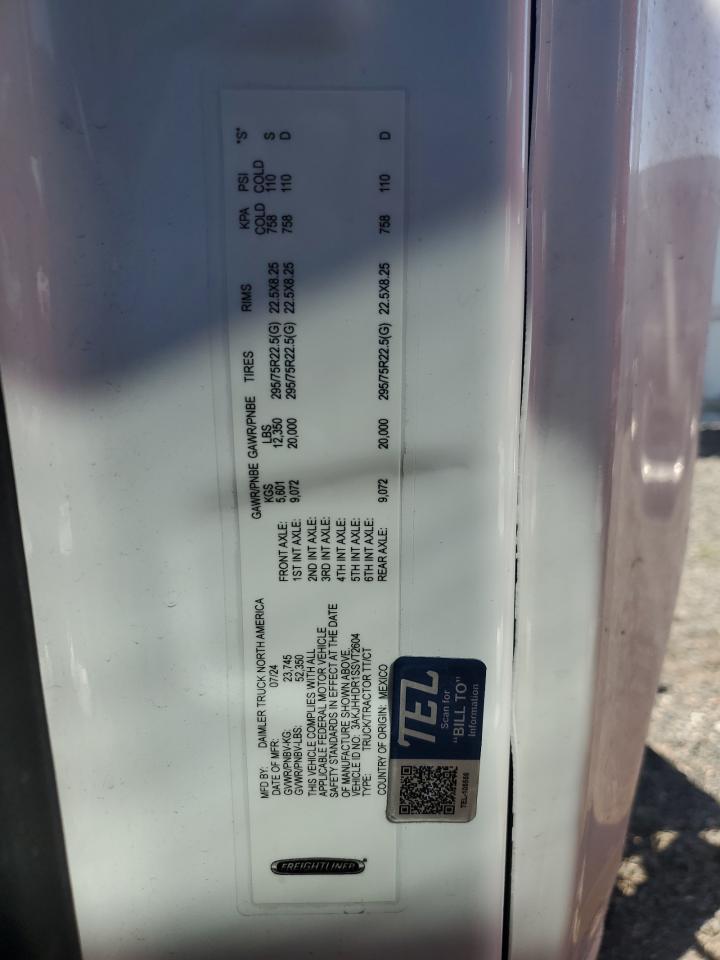 FREIGHTLINER
MFD BY: DAIMLER TRUCK NORTH AMERICA
DATE OF MFR: 07/24
GVWR/PNBV-KG: 23,745
GVWR/PNBV-LBS: 52,350
THIS VEHICLE COMPLIES WITH ALL
APPLICABLE FEDERAL MOTOR VEHICLE
SAFETY STANDARDS IN EFFECT AT THE DATE
OF MANUFACTURE SHOWN ABOVE.
VEHICLE ID NO: 3AKJHHDR1SSVT2604
TYPE: TRUCK/TRACTOR TT/CT
COUNTRY OF ORIGIN: MEXICO
GAWR/PNBE GAWR/PNBE TIRES RIMS KPA PSI *S*
KGS LBS COLD COLD
FRONT AXLE: 5,601 12,350 295/75R22.5(G) 22.5X8.25 758 110 S
1ST INT AXLE: 9,072 20,000 295/75R22.5(G) 22.5X8.25 758 110 D
2ND INT AXLE:
3RD INT AXLE:
4TH INT AXLE:
5TH INT AXLE:
6TH INT AXLE:
REAR AXLE: 9,072 20,000 295/75R22.5(G) 22.5X8.25 758 110 D
TEL
Scan for
"BILL TO"
Information